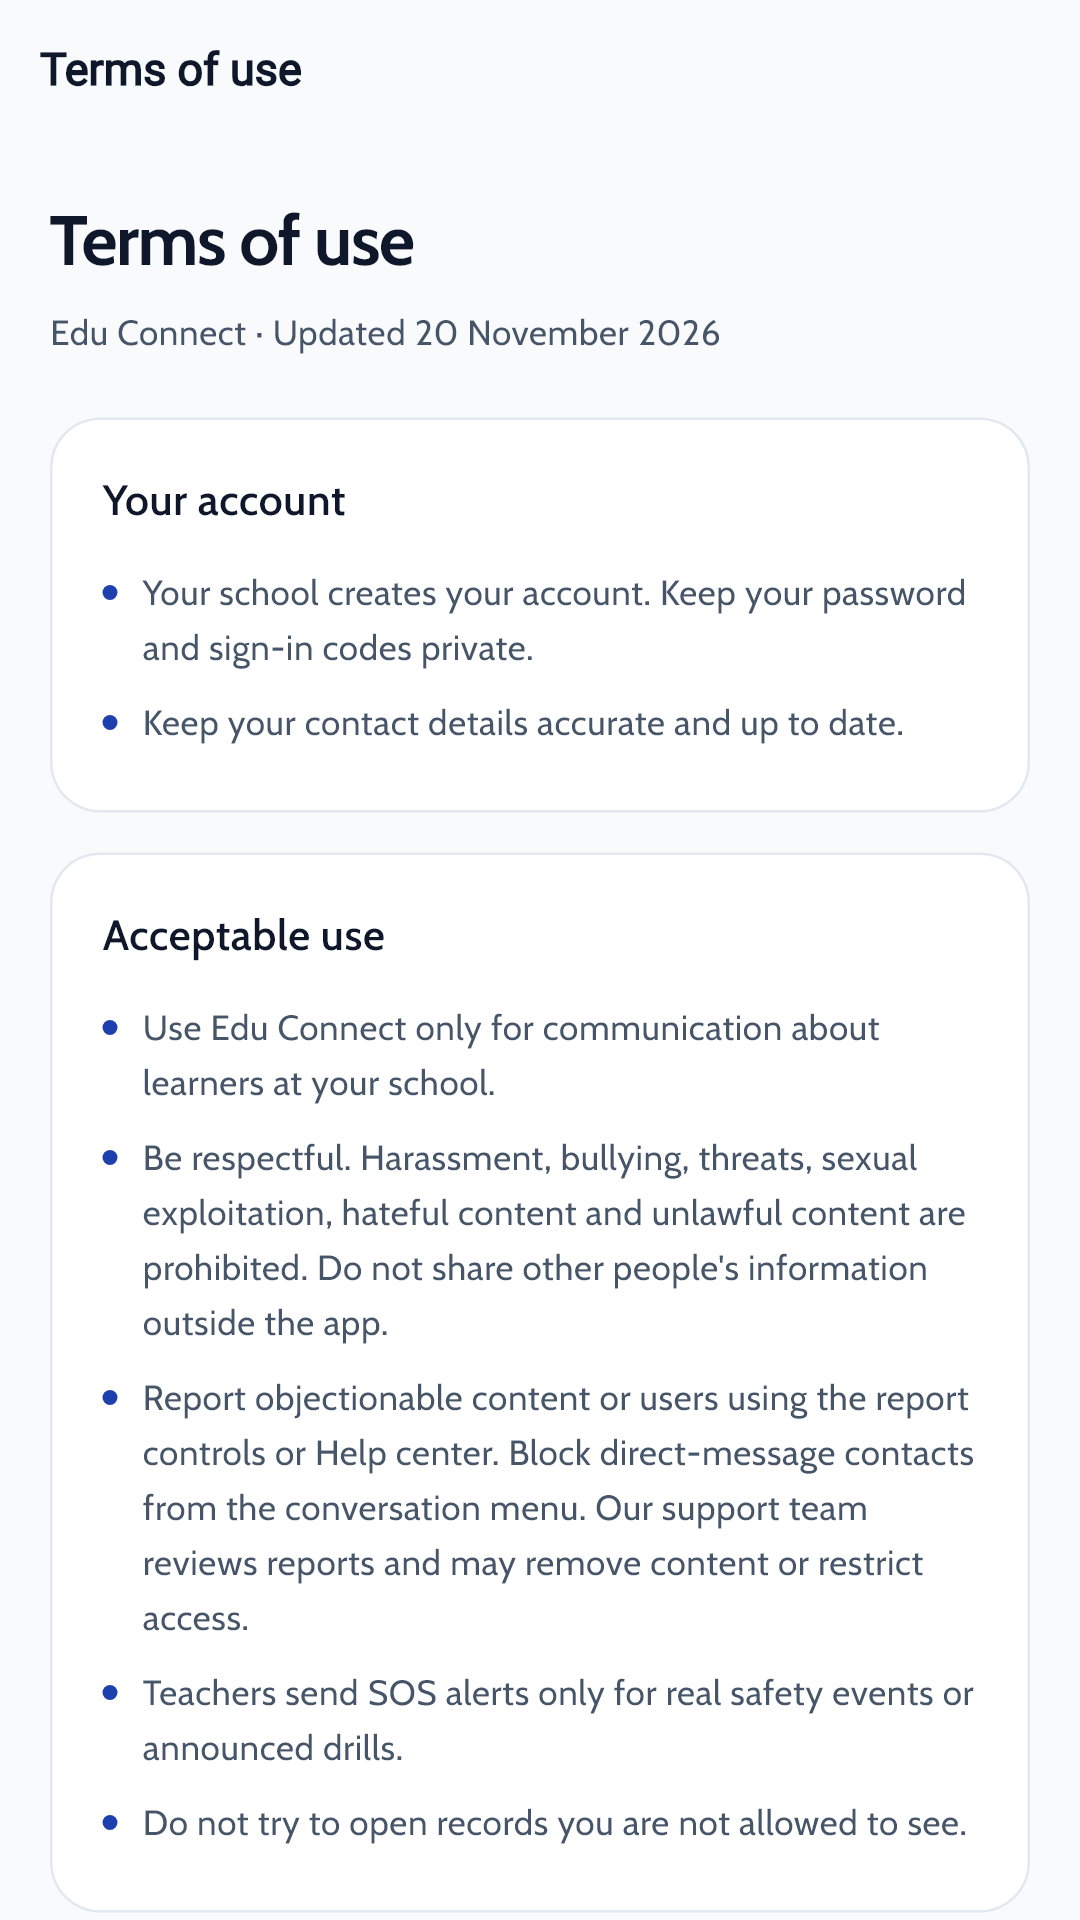 Terms of use
Terms of use
Edu Connect · Updated 20 November 2026
Your account
• Your school creates your account. Keep your password
and sign-in codes private.
• Keep your contact details accurate and up to date.
Acceptable use
• Use Edu Connect only for communication about
learners at your school.
• Be respectful. Harassment, bullying, threats, sexual
exploitation, hateful content and unlawful content are
prohibited. Do not share other people's information
outside the app.
• Report objectionable content or users using the report
controls or Help center. Block direct-message contacts
from the conversation menu. Our support team
reviews reports and may remove content or restrict
access.
• Teachers send SOS alerts only for real safety events or
announced drills.
• Do not try to open records you are not allowed to see.